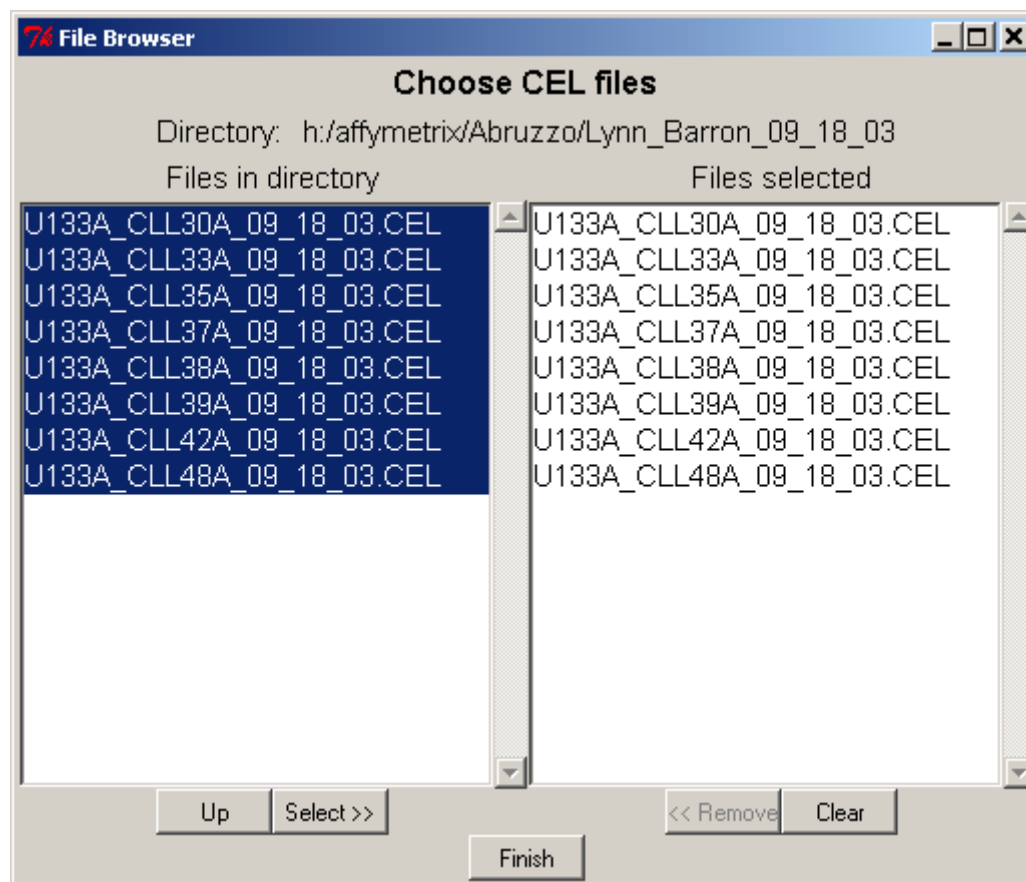 File Browser
Choose CEL files
Directory: h:/affymetrix/Abruzzo/Lynn_Barron_09_18_03
Files in directory
Files selected
U133A_CLL30A_09_18_03.CEL
U133A_CLL33A_09_18_03.CEL
U133A_CLL35A_09_18_03.CEL
U133A_CLL37A_09_18_03.CEL
U133A_CLL38A_09_18_03.CEL
U133A_CLL39A_09_18_03.CEL
U133A_CLL42A_09_18_03.CEL
U133A_CLL48A_09_18_03.CEL
U133A_CLL30A_09_18_03.CEL
U133A_CLL33A_09_18_03.CEL
U133A_CLL35A_09_18_03.CEL
U133A_CLL37A_09_18_03.CEL
U133A_CLL38A_09_18_03.CEL
U133A_CLL39A_09_18_03.CEL
U133A_CLL42A_09_18_03.CEL
U133A_CLL48A_09_18_03.CEL
Up Select >>
<< Remove Clear
Finish